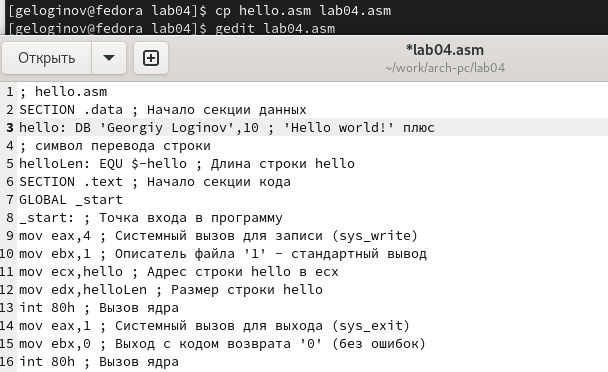 [geloginov@fedora lab04]$ cp hello.asm lab04.asm
[geloginov@fedora lab04]$ gedit lab04.asm
Открыть
*lab04.asm
~/work/arch-pc/lab04
1 ; hello.asm
2 SECTION .data ; Начало секции данных
3 hello: DB 'Georgiy Loginov',10 ; 'Hello world!' плюс
4 ; символ перевода строки
5 helloLen: EQU $-hello ; Длина строки hello
6 SECTION .text ; Начало секции кода
7 GLOBAL _start
8 _start: ; Точка входа в программу
9 mov eax,4 ; Системный вызов для записи (sys_write)
10 mov ebx,1 ; Описатель файла '1' - стандартный вывод
11 mov ecx,hello ; Адрес строки hello в ecx
12 mov edx,helloLen ; Размер строки hello
13 int 80h ; Вызов ядра
14 mov eax,1 ; Системный вызов для выхода (sys_exit)
15 mov ebx,0 ; Выход с кодом возврата '0' (без ошибок)
16 int 80h ; Вызов ядра